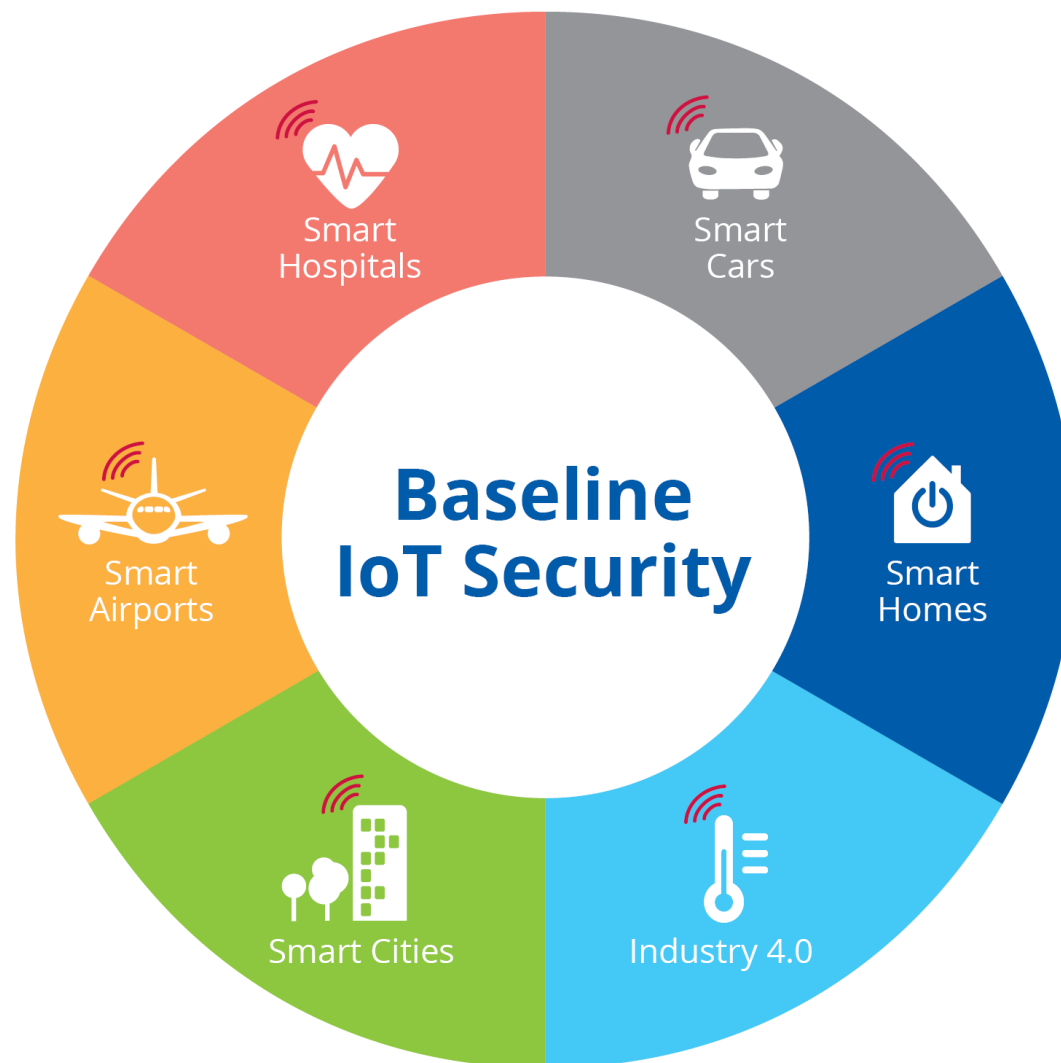 Smart
Hospitals
Smart
Cars
Smart
Airports
Baseline
IoT Security
Smart
Homes
Smart Cities
Industry 4.0